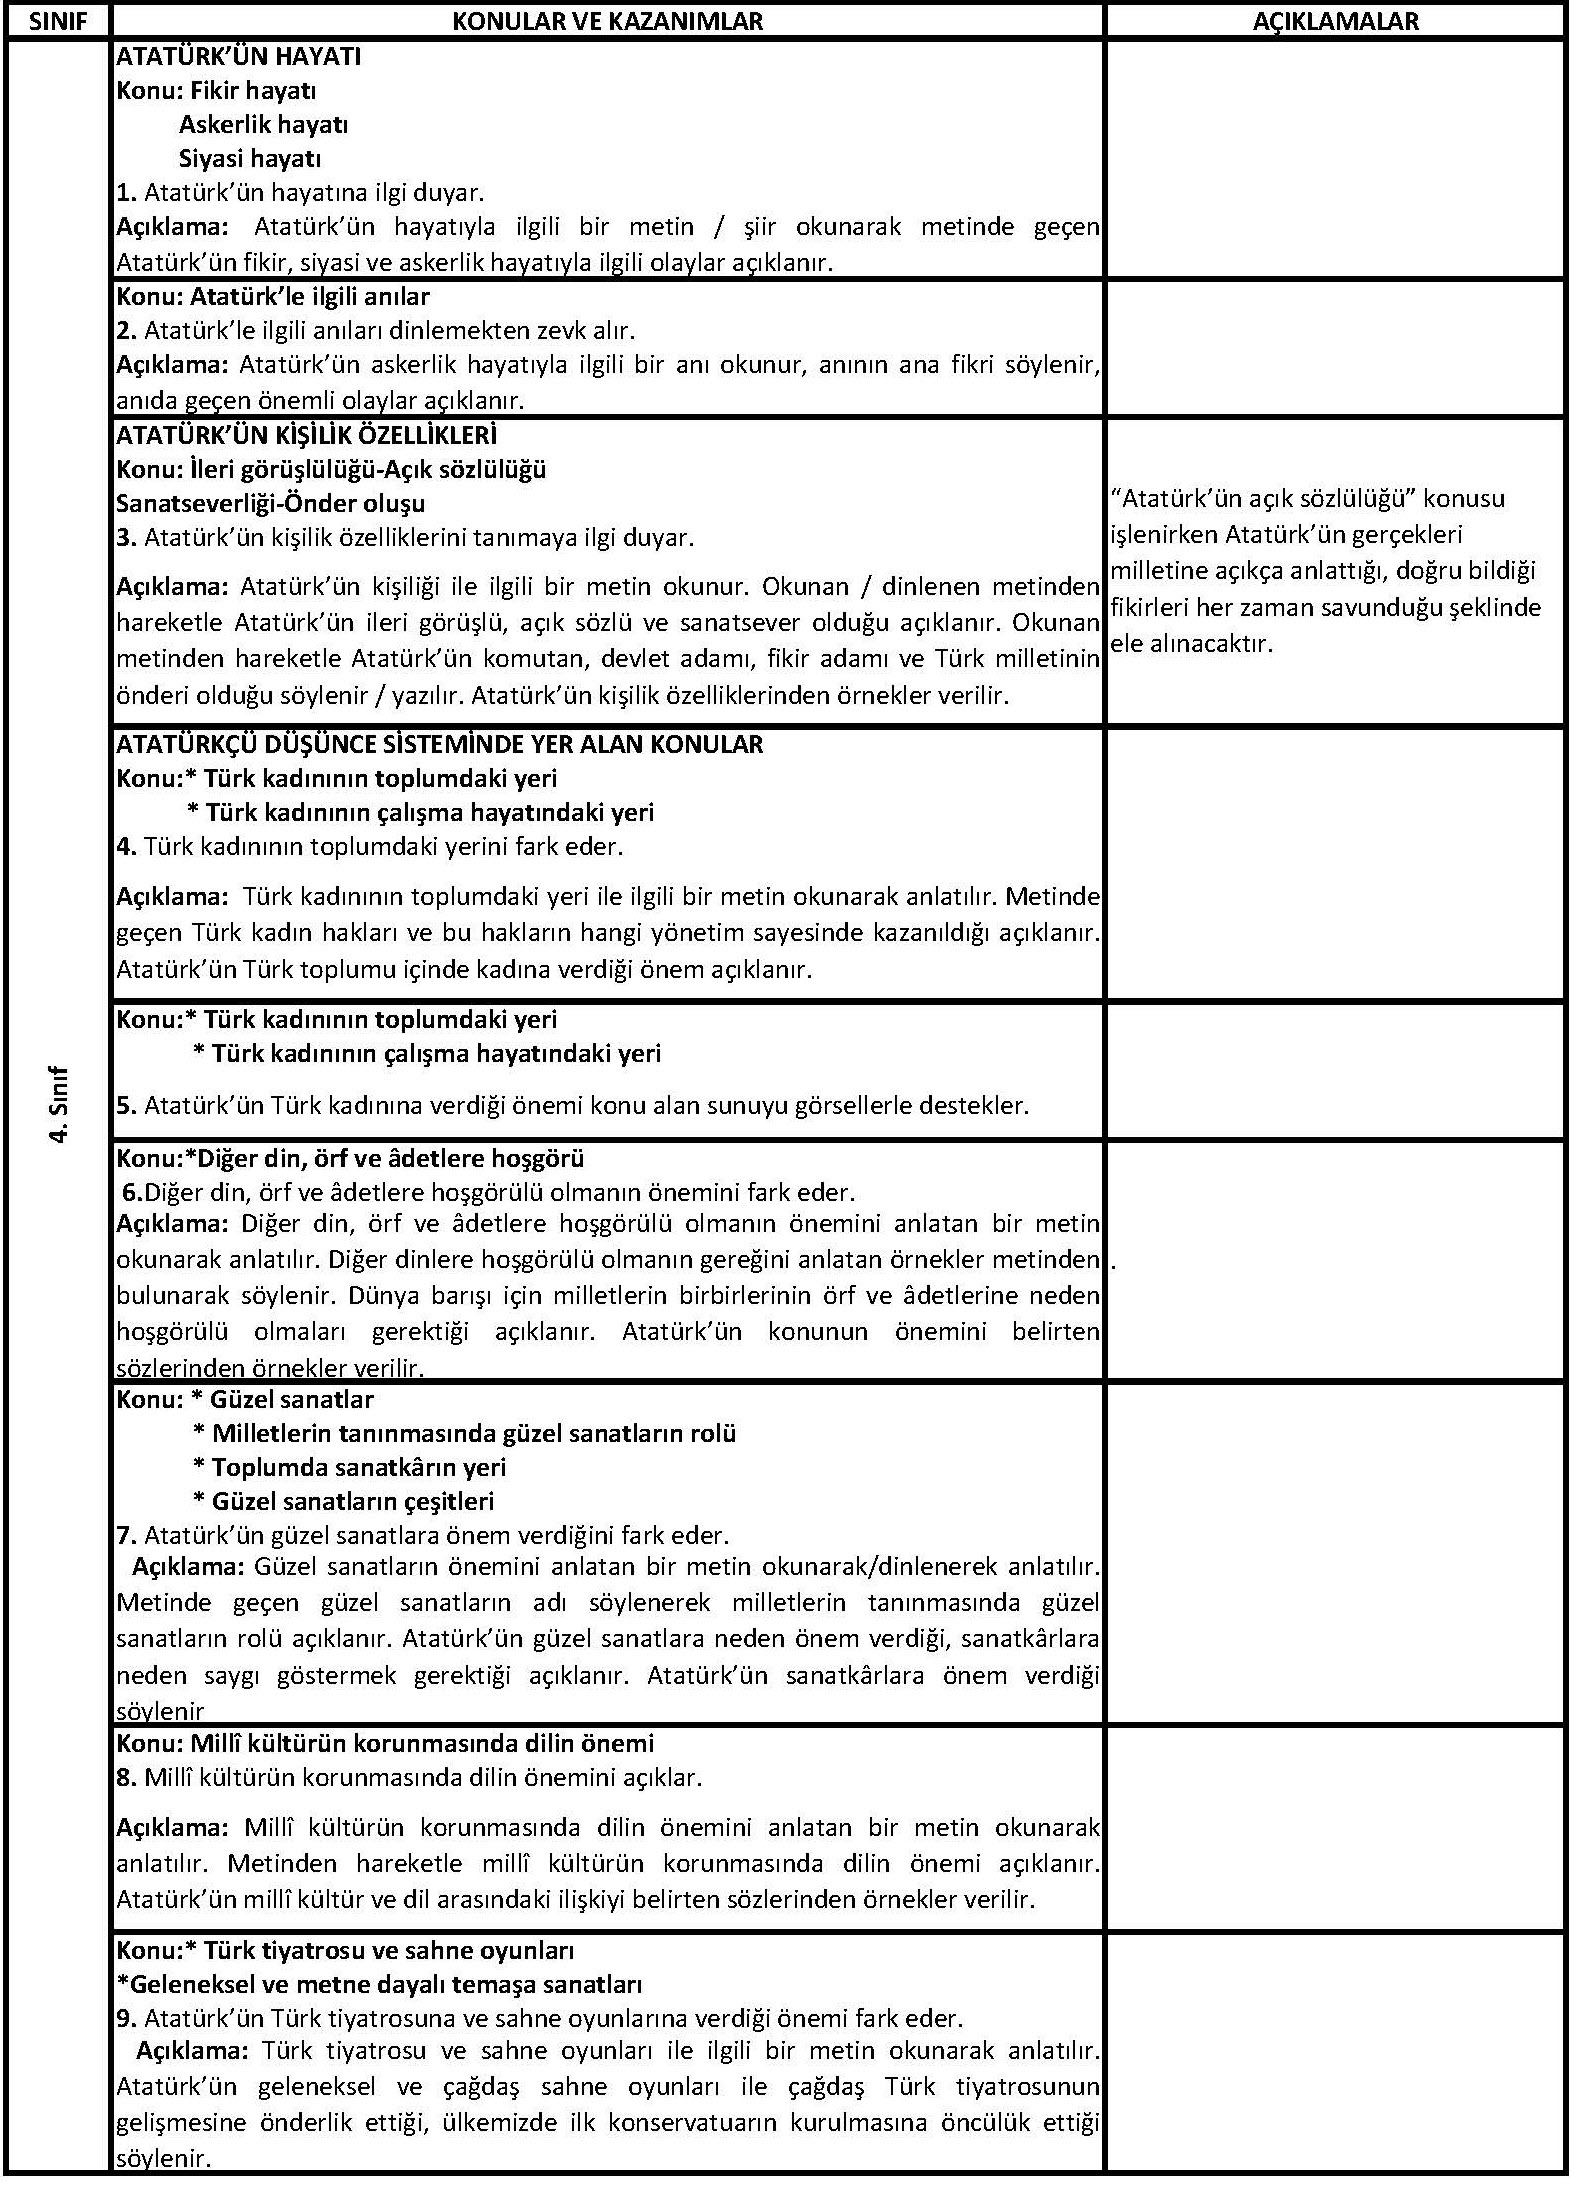 SINIF KONULAR VE KAZANIMLAR AÇIKLAMALAR
4. Sınıf
ATATÜRK’ÜN HAYATI
Konu: Fikir hayatı
Askerlik hayatı
Siyasi hayatı
1. Atatürk’ün hayatına ilgi duyar.
Açıklama: Atatürk’ün hayatıyla ilgili bir metin / şiir okunarak metinde geçen
Atatürk’ün fikir, siyasi ve askerlik hayatıyla ilgili olaylar açıklanır.
Konu: Atatürk’le ilgili anılar
2. Atatürk’le ilgili anıları dinlemekten zevk alır.
Açıklama: Atatürk’ün askerlik hayatıyla ilgili bir anı okunur, anının ana fikri söylenir,
anıda geçen önemli olaylar açıklanır.
ATATÜRK’ÜN KİŞİLİK ÖZELLİKLERİ
Konu: İleri görüşlülüğü-Açık sözlülüğü
Sanatseverliği-Önder oluşu
3. Atatürk’ün kişilik özelliklerini tanımaya ilgi duyar.
Açıklama: Atatürk’ün kişiliği ile ilgili bir metin okunur. Okunan / dinlenen metinden
hareketle Atatürk’ün ileri görüşlü, açık sözlü ve sanatsever olduğu açıklanır. Okunan
metinden hareketle Atatürk’ün komutan, devlet adamı, fikir adamı ve Türk milletinin
önderi olduğu söylenir / yazılır. Atatürk’ün kişilik özelliklerinden örnekler verilir.
“Atatürk’ün açık sözlülüğü” konusu
işlenirken Atatürk’ün gerçekleri
milletine açıkça anlattığı, doğru bildiği
fikirleri her zaman savunduğu şeklinde
ele alınacaktır.
ATATÜRKÇÜ DÜŞÜNCE SİSTEMİNDE YER ALAN KONULAR
Konu:* Türk kadınının toplumdaki yeri
* Türk kadınının çalışma hayatındaki yeri
4. Türk kadınının toplumdaki yerini fark eder.
Açıklama: Türk kadınının toplumdaki yeri ile ilgili bir metin okunarak anlatılır. Metinde
geçen Türk kadın hakları ve bu hakların hangi yönetim sayesinde kazanıldığı açıklanır.
Atatürk’ün Türk toplumu içinde kadına verdiği önem açıklanır.
Konu:* Türk kadınının toplumdaki yeri
* Türk kadınının çalışma hayatındaki yeri
5. Atatürk’ün Türk kadınına verdiği önemi konu alan sunuyu görsellerle destekler.
Konu:*Diğer din, örf ve âdetlere hoşgörü
6.Diğer din, örf ve âdetlere hoşgörülü olmanın önemini fark eder.
Açıklama: Diğer din, örf ve âdetlere hoşgörülü olmanın önemini anlatan bir metin
okunarak anlatılır. Diğer dinlere hoşgörülü olmanın gereğini anlatan örnekler metinden .
bulunarak söylenir. Dünya barışı için milletlerin birbirlerinin örf ve âdetlerine neden
hoşgörülü olmaları gerektiği açıklanır. Atatürk’ün konunun önemini belirten
sözlerinden örnekler verilir.
Konu: * Güzel sanatlar
* Milletlerin tanınmasında güzel sanatların rolü
* Toplumda sanatkârın yeri
* Güzel sanatların çeşitleri
7. Atatürk’ün güzel sanatlara önem verdiğini fark eder.
Açıklama: Güzel sanatların önemini anlatan bir metin okunarak/dinlenerek anlatılır.
Metinde geçen güzel sanatların adı söylenerek milletlerin tanınmasında güzel
sanatların rolü açıklanır. Atatürk’ün güzel sanatlara neden önem verdiği, sanatkârlara
neden saygı göstermek gerektiği açıklanır. Atatürk’ün sanatkârlara önem verdiği
söylenir
Konu: Millî kültürün korunmasında dilin önemi
8. Millî kültürün korunmasında dilin önemini açıklar.
Açıklama: Millî kültürün korunmasında dilin önemini anlatan bir metin okunarak
anlatılır. Metinden hareketle millî kültürün korunmasında dilin önemi açıklanır.
Atatürk’ün millî kültür ve dil arasındaki ilişkiyi belirten sözlerinden örnekler verilir.
Konu:* Türk tiyatrosu ve sahne oyunları
*Geleneksel ve metne dayalı temaşa sanatları
9. Atatürk’ün Türk tiyatrosuna ve sahne oyunlarına verdiği önemi fark eder.
Açıklama: Türk tiyatrosu ve sahne oyunları ile ilgili bir metin okunarak anlatılır.
Atatürk’ün geleneksel ve çağdaş sahne oyunları ile çağdaş Türk tiyatrosunun
gelişmesine önderlik ettiği, ülkemizde ilk konservatuarın kurulmasına öncülük ettiği
söylenir.